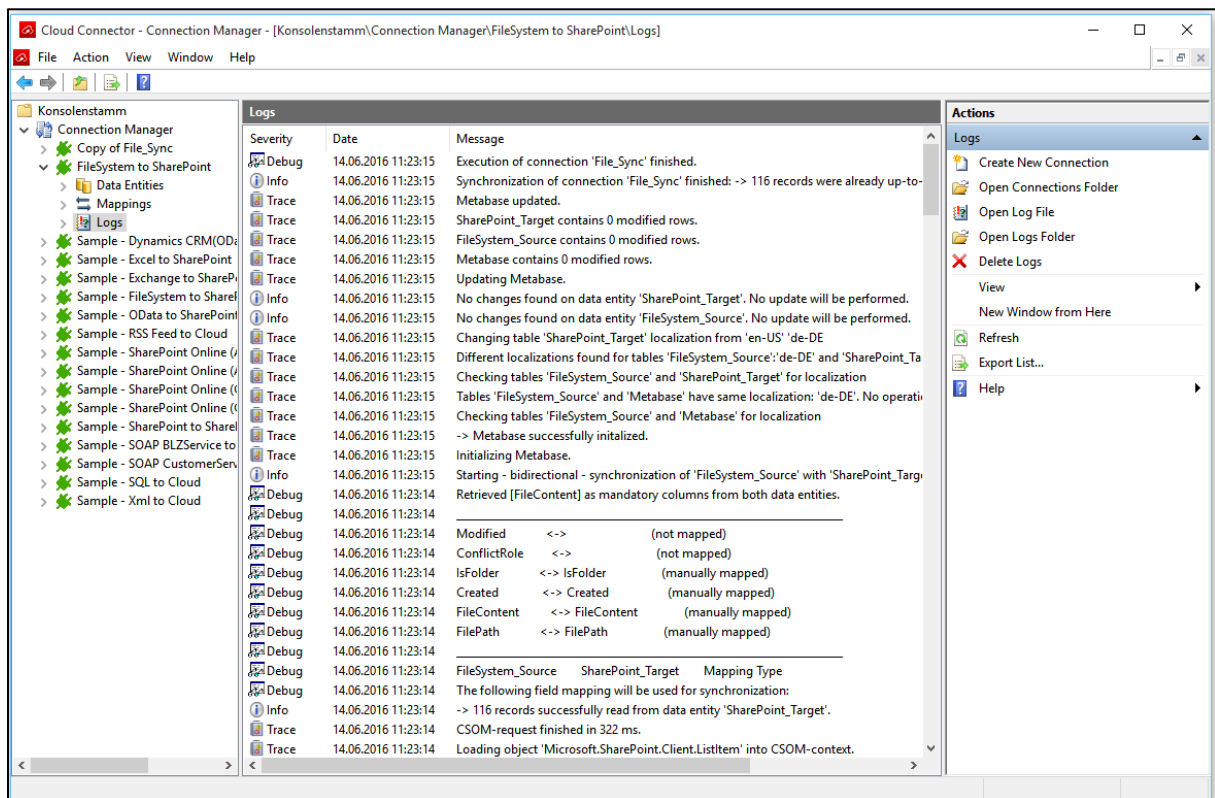 Cloud Connector - Connection Manager - [Konsolenstamm\Connection Manager\FileSystem to SharePoint\Logs]
File Action View Window Help
Konsolenstamm
Connection Manager
Copy of File_Sync
FileSystem to SharePoint
Data Entities
Mappings
Logs
Sample - Dynamics CRM(ODa
Sample - Excel to SharePoint
Sample - Exchange to ShareP
Sample - FileSystem to Share
Sample - OData to SharePoint
Sample - RSS Feed to Cloud
Sample - SharePoint Online (
Sample - SharePoint Online (
Sample - SharePoint Online (
Sample - SharePoint Online (
Sample - SharePoint to Share
Sample - SOAP BLZService to
Sample - SOAP CustomerServ
Sample - SQL to Cloud
Sample - Xml to Cloud
Logs
Severity Date Message
Debug 14.06.2016 11:23:15 Execution of connection 'File_Sync' finished.
Info 14.06.2016 11:23:15 Synchronization of connection 'File_Sync' finished: -> 116 records were already up-to-
Trace 14.06.2016 11:23:15 Metabase updated.
Trace 14.06.2016 11:23:15 SharePoint_Target contains 0 modified rows.
Trace 14.06.2016 11:23:15 FileSystem_Source contains 0 modified rows.
Trace 14.06.2016 11:23:15 Metabase contains 0 modified rows.
Trace 14.06.2016 11:23:15 Updating Metabase.
Info 14.06.2016 11:23:15 No changes found on data entity 'SharePoint_Target'. No update will be performed.
Info 14.06.2016 11:23:15 No changes found on data entity 'FileSystem_Source'. No update will be performed.
Trace 14.06.2016 11:23:15 Changing table 'SharePoint_Target' localization from 'en-US' 'de-DE
Trace 14.06.2016 11:23:15 Different localizations found for tables 'FileSystem_Source':'de-DE' and 'SharePoint_Ta
Trace 14.06.2016 11:23:15 Checking tables 'FileSystem_Source' and 'SharePoint_Target' for localization
Trace 14.06.2016 11:23:15 Tables 'FileSystem_Source' and 'Metabase' have same localization: 'de-DE'. No operati
Trace 14.06.2016 11:23:15 Checking tables 'FileSystem_Source' and 'Metabase' for localization
Trace 14.06.2016 11:23:15 -> Metabase successfully initalized.
Trace 14.06.2016 11:23:15 Initializing Metabase.
Info 14.06.2016 11:23:15 Starting - bidirectional - synchronization of 'FileSystem_Source' with 'SharePoint_Targ
Debug 14.06.2016 11:23:14 Retrieved [FileContent] as mandatory columns from both data entities.
Debug 14.06.2016 11:23:14
Debug 14.06.2016 11:23:14 Modified <-> (not mapped)
Debug 14.06.2016 11:23:14 ConflictRole <-> (not mapped)
Debug 14.06.2016 11:23:14 IsFolder <-> IsFolder (manually mapped)
Debug 14.06.2016 11:23:14 Created <-> Created (manually mapped)
Debug 14.06.2016 11:23:14 FileContent <-> FileContent (manually mapped)
Debug 14.06.2016 11:23:14 FilePath <-> FilePath (manually mapped)
Debug 14.06.2016 11:23:14
Debug 14.06.2016 11:23:14 FileSystem_Source SharePoint_Target Mapping Type
Debug 14.06.2016 11:23:14 The following field mapping will be used for synchronization:
Info 14.06.2016 11:23:14 -> 116 records successfully read from data entity 'SharePoint_Target'.
Trace 14.06.2016 11:23:14 CSOM-request finished in 322 ms.
Trace 14.06.2016 11:23:14 Loading object 'Microsoft.SharePoint.Client.ListItem' into CSOM-context.
Actions
Logs
Create New Connection
Open Connections Folder
Open Log File
Open Logs Folder
Delete Logs
View
New Window from Here
Refresh
Export List...
Help